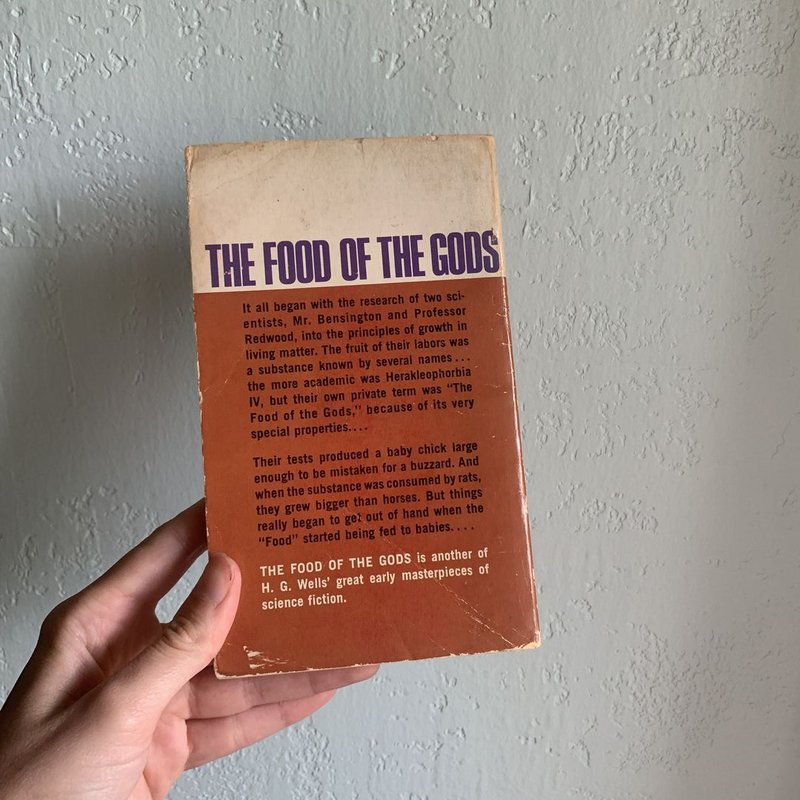 THE FOOD OF THE GODS
It all began with the research of two sci-
entists, Mr. Bensington and Professor
Redwood, into the principles of growth in
living matter. The fruit of their labors was
a substance known by several names...
the more academic was Herakleophorbia
IV, but their own private term was "The
Food of the Gods," because of its very
special properties....
Their tests produced a baby chick large
enough to be mistaken for a buzzard. And
when the substance was consumed by rats,
they grew bigger than horses. But things
really began to get out of hand when the
"Food" started being fed to babies....
THE FOOD OF THE GODS is another of
H. G. Wells' great early masterpieces of
science fiction.